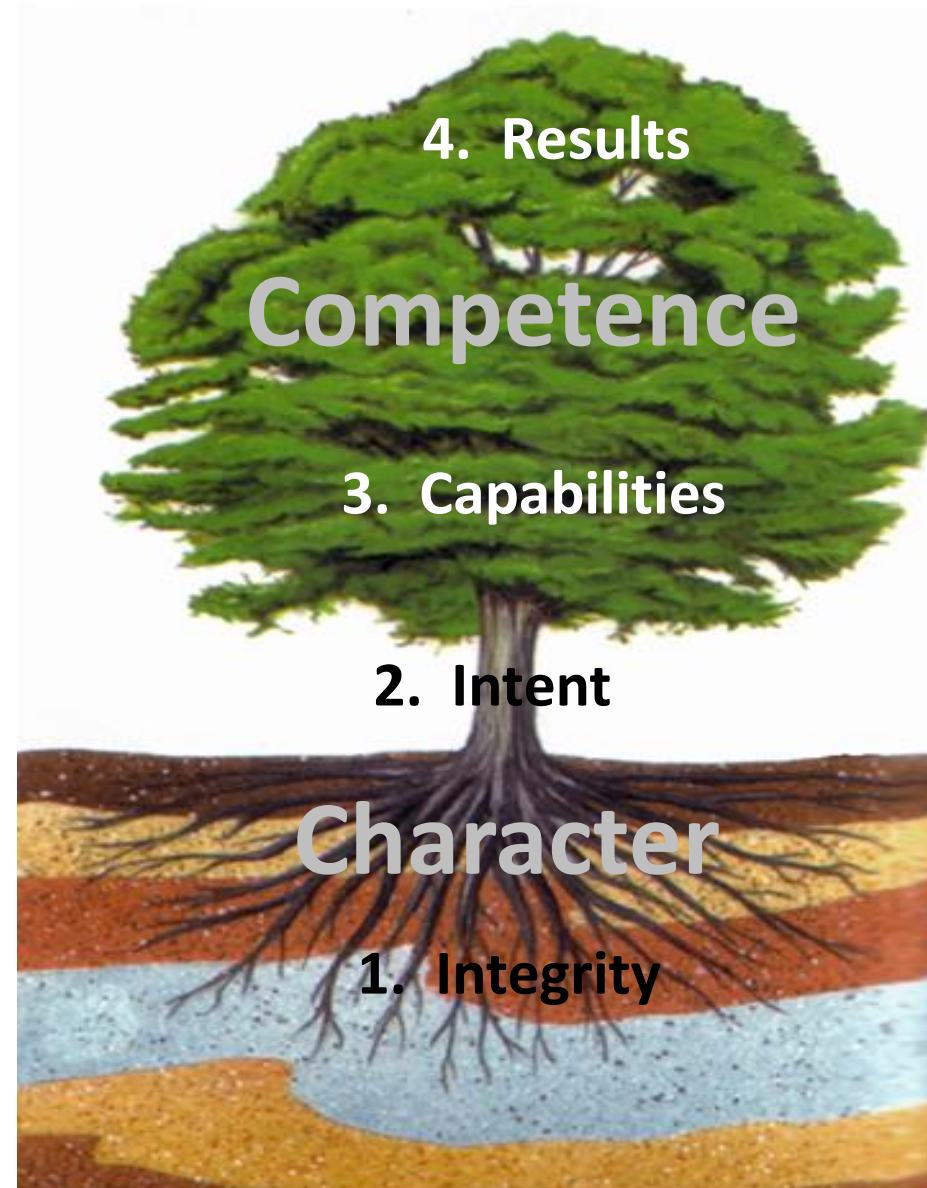 4. Results
Competence
3. Capabilities
2. Intent
Character
1. Integrity